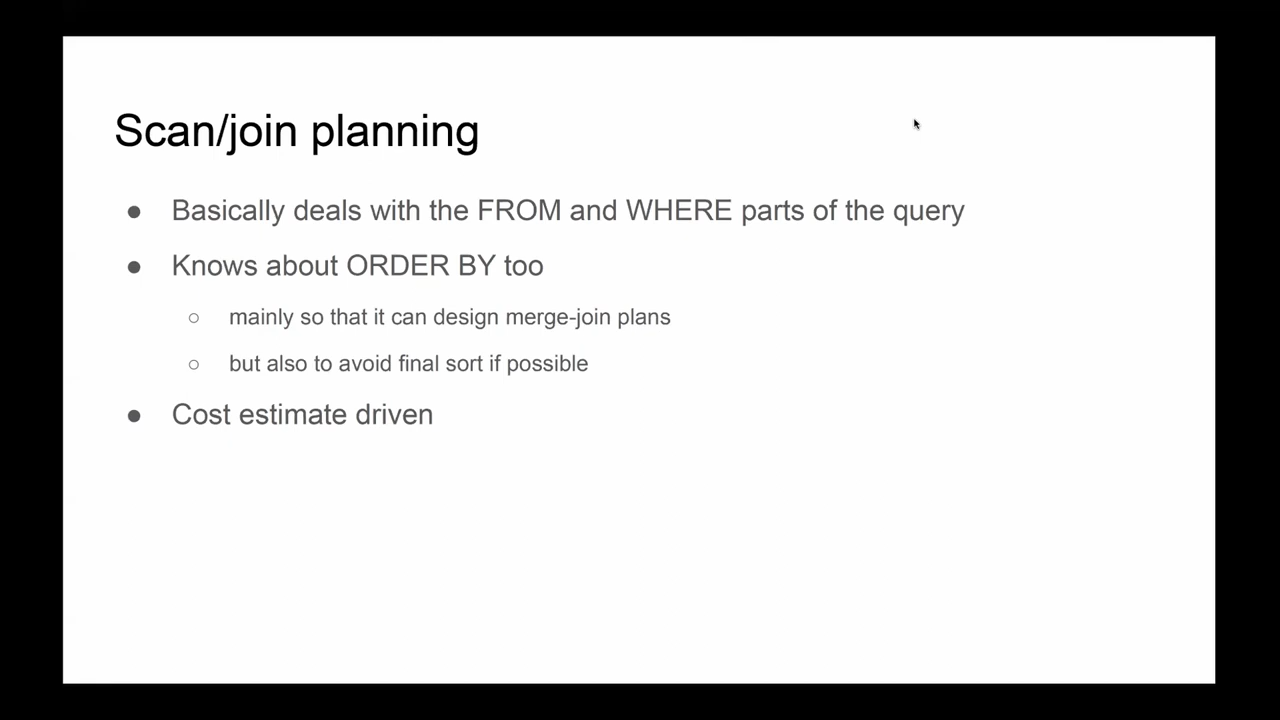 Scan/join planning
● Basically deals with the FROM and WHERE parts of the query
● Knows about ORDER BY too
○ mainly so that it can design merge-join plans
○ but also to avoid final sort if possible
● Cost estimate driven